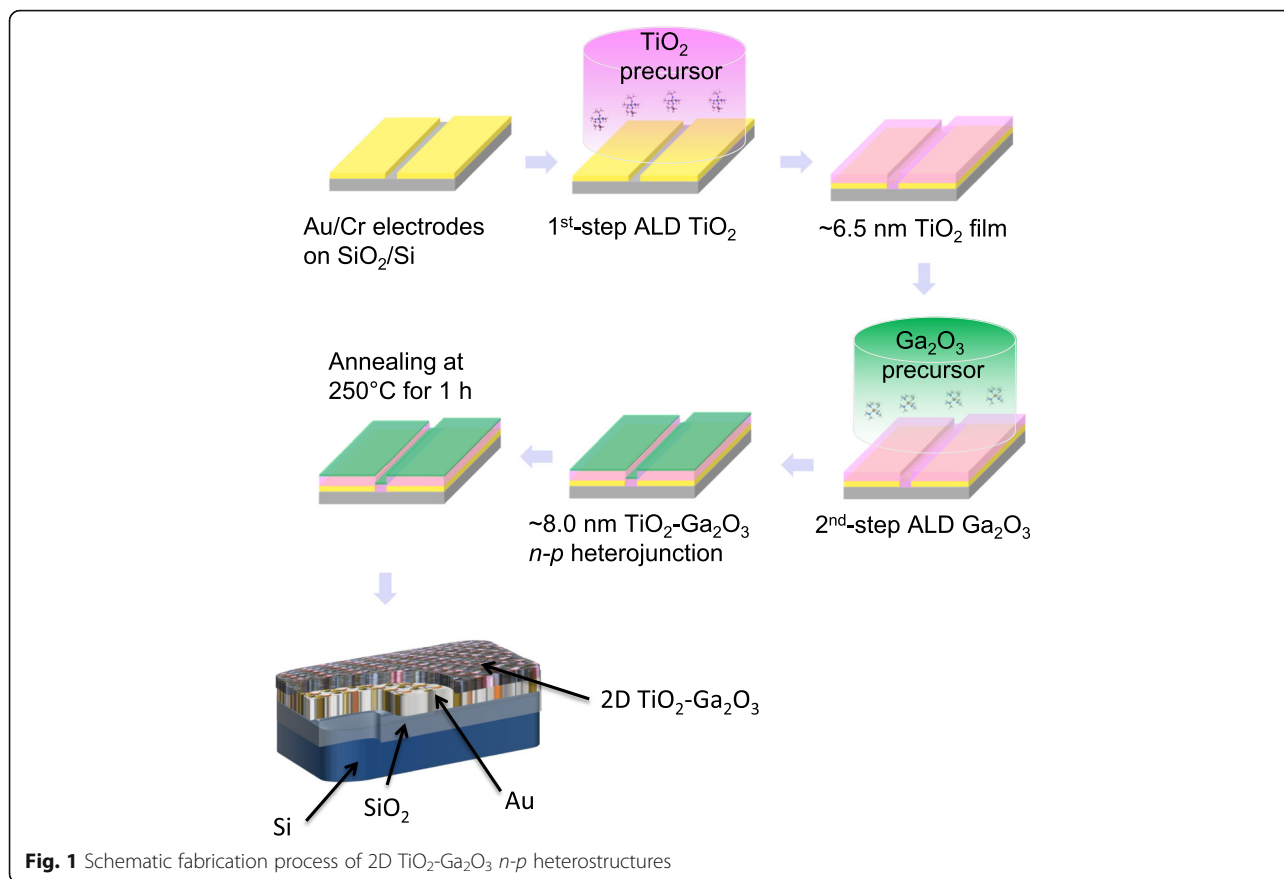 TiO₂
precursor
Au/Cr electrodes
on SiO₂/Si
1ˢᵗ-step ALD TiO₂
~6.5 nm TiO₂ film
Ga₂O₃
precursor
2ⁿᵈ-step ALD Ga₂O₃
~8.0 nm TiO₂-Ga₂O₃
n-p heterojunction
Annealing at
250°C for 1 h
2D TiO₂-Ga₂O₃
Au
SiO₂
Si
Fig. 1 Schematic fabrication process of 2D TiO₂-Ga₂O₃ n-p heterostructures